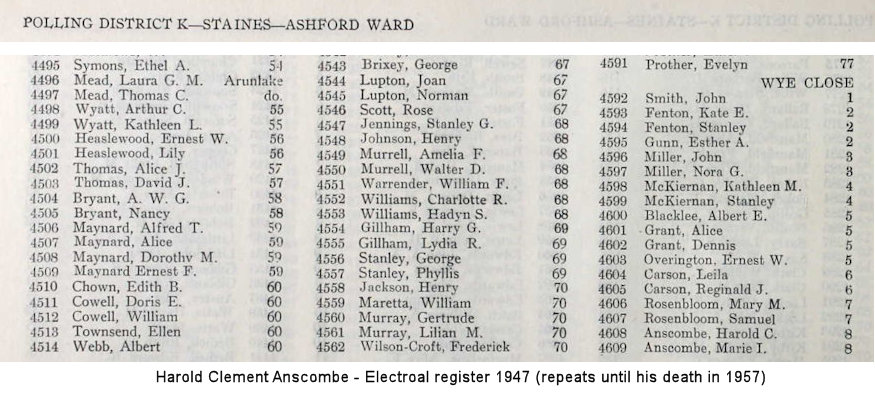 POLLING DISTRICT K—STAINES—ASHFORD WARD
4495 Symons, Ethel A. 54
4496 Mead, Laura G. M. Arunlake
4497 Mead, Thomas C. do.
4498 Wyatt, Arthur C. 55
4499 Wyatt, Kathleen L. 55
4500 Heaslewood, Ernest W. 56
4501 Heaslewood, Lily 56
4502 Thomas, Alice J. 57
4503 Thomas, David J. 57
4504 Bryant, A. W. G. 58
4505 Bryant, Nancy 58
4506 Maynard, Alfred T. 59
4507 Maynard, Alice 59
4508 Maynard, Dorothy M. 59
4509 Maynard Ernest F. 59
4510 Chown, Edith B. 60
4511 Cowell, Doris E. 60
4512 Cowell, William 60
4513 Townsend, Ellen 60
4514 Webb, Albert 60
4543 Brixey, George 67
4544 Lupton, Joan 67
4545 Lupton, Norman 67
4546 Scott, Rose 67
4547 Jennings, Stanley G. 68
4548 Johnson, Henry 68
4549 Murrell, Amelia F. 68
4550 Murrell, Walter D. 68
4551 Warrender, William F. 68
4552 Williams, Charlotte R. 68
4553 Williams, Hadyn S. 68
4554 Gillham, Harry G. 69
4555 Gillham, Lydia R. 69
4556 Stanley, George 69
4557 Stanley, Phyllis 69
4558 Jackson, Henry 70
4559 Maretta, William 70
4560 Murray, Gertrude 70
4561 Murray, Lilian M. 70
4562 Wilson-Croft, Frederick 70
4591 Prother, Evelyn 77
WYE CLOSE
4592 Smith, John 1
4593 Fenton, Kate E. 2
4594 Fenton, Stanley 2
4595 Gunn, Esther A. 2
4596 Miller, John 3
4597 Miller, Nora G. 3
4598 McKiernan, Kathleen M. 4
4599 McKiernan, Stanley 4
4600 Blacklee, Albert E. 5
4601 Grant, Alice 5
4602 Grant, Dennis 5
4603 Overington, Ernest W. 5
4604 Carson, Leila 6
4605 Carson, Reginald J. 6
4606 Rosenbloom, Mary M. 7
4607 Rosenbloom, Samuel 7
4608 Anscombe, Harold C. 8
4609 Anscombe, Marie I. 8
Harold Clement Anscombe - Electroal register 1947 (repeats until his death in 1957)